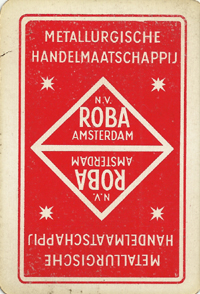 METALLURGISCHE
HANDELMAATSCHAPPIJ
N.V.
ROBA
AMSTERDAM
AMSTERDAM
ROBA
N.V.
HANDELMAATSCHAPPIJ
METALLURGISCHE